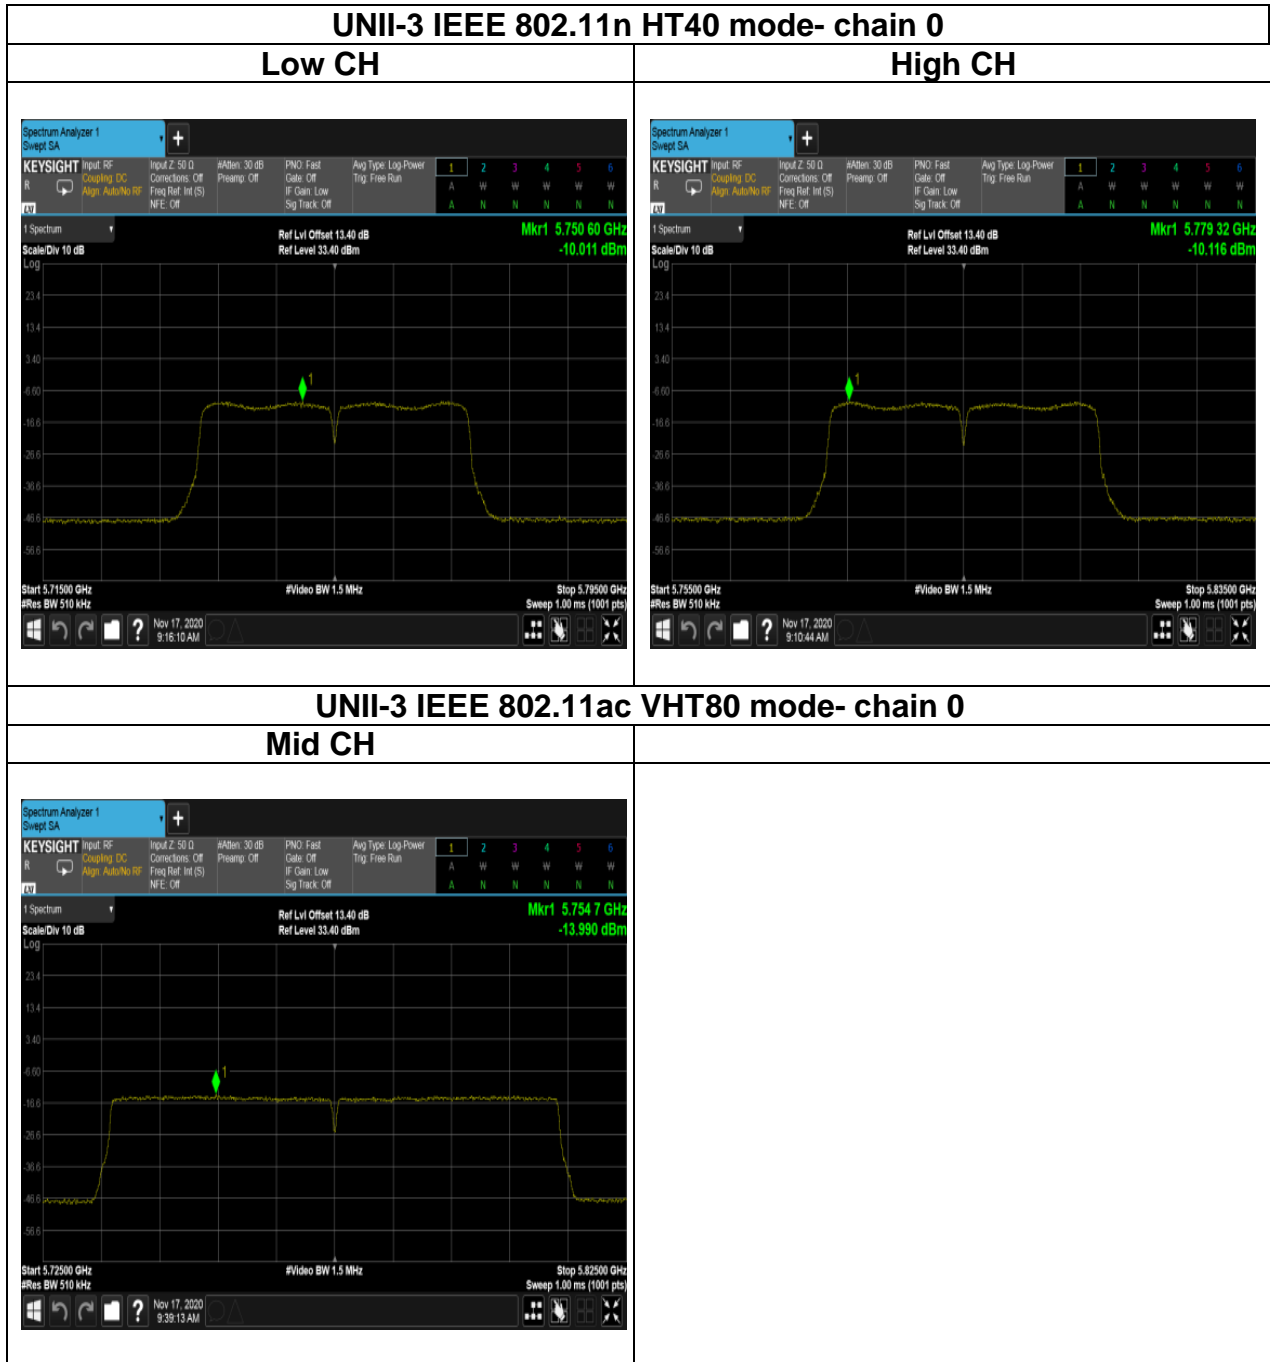 UNII-3 IEEE 802.11n HT40 mode- chain 0
Low CH
High CH
Spectrum Analyzer 1
Swept SA
+
KEYSIGHT Input: RF Input Z: 50 Ω #Atten: 30 dB PNO: Fast Avg Type: Log-Power 1 2 3 4 5 6
R Coupling: DC Corrections: Off Preamp: Off Gate: Off Trig: Free Run A W W W W W
Align: Auto/No RF Freq Ref: Int (S) IF Gain: Low
LXI NFE: Off Sig Track: Off A N N N N N
1 Spectrum Ref Lvl Offset 13.40 dB Mkr1 5.750 60 GHz
Scale/Div 10 dB Ref Level 33.40 dBm -10.011 dBm
Log
23.4
13.4
3.40
-6.60
-16.6
-26.6
-36.6
-46.6
-56.6
1
Start 5.71500 GHz #Video BW 1.5 MHz Stop 5.79500 GHz
#Res BW 510 kHz Sweep 1.00 ms (1001 pts)
? Nov 17, 2020
9:16:10 AM
Spectrum Analyzer 1
Swept SA
+
KEYSIGHT Input: RF Input Z: 50 Ω #Atten: 30 dB PNO: Fast Avg Type: Log-Power 1 2 3 4 5 6
R Coupling: DC Corrections: Off Preamp: Off Gate: Off Trig: Free Run A W W W W W
Align: Auto/No RF Freq Ref: Int (S) IF Gain: Low
LXI NFE: Off Sig Track: Off A N N N N N
1 Spectrum Ref Lvl Offset 13.40 dB Mkr1 5.779 32 GHz
Scale/Div 10 dB Ref Level 33.40 dBm -10.116 dBm
Log
23.4
13.4
3.40
-6.60
-16.6
-26.6
-36.6
-46.6
-56.6
1
Start 5.75500 GHz #Video BW 1.5 MHz Stop 5.83500 GHz
#Res BW 510 kHz Sweep 1.00 ms (1001 pts)
? Nov 17, 2020
9:10:44 AM
UNII-3 IEEE 802.11ac VHT80 mode- chain 0
Mid CH
Spectrum Analyzer 1
Swept SA
+
KEYSIGHT Input: RF Input Z: 50 Ω #Atten: 30 dB PNO: Fast Avg Type: Log-Power 1 2 3 4 5 6
R Coupling: DC Corrections: Off Preamp: Off Gate: Off Trig: Free Run A W W W W W
Align: Auto/No RF Freq Ref: Int (S) IF Gain: Low
LXI NFE: Off Sig Track: Off A N N N N N
1 Spectrum Ref Lvl Offset 13.40 dB Mkr1 5.754 7 GHz
Scale/Div 10 dB Ref Level 33.40 dBm -13.990 dBm
Log
23.4
13.4
3.40
-6.60
-16.6
-26.6
-36.6
-46.6
-56.6
1
Start 5.72500 GHz #Video BW 1.5 MHz Stop 5.82500 GHz
#Res BW 510 kHz Sweep 1.00 ms (1001 pts)
? Nov 17, 2020
9:39:13 AM